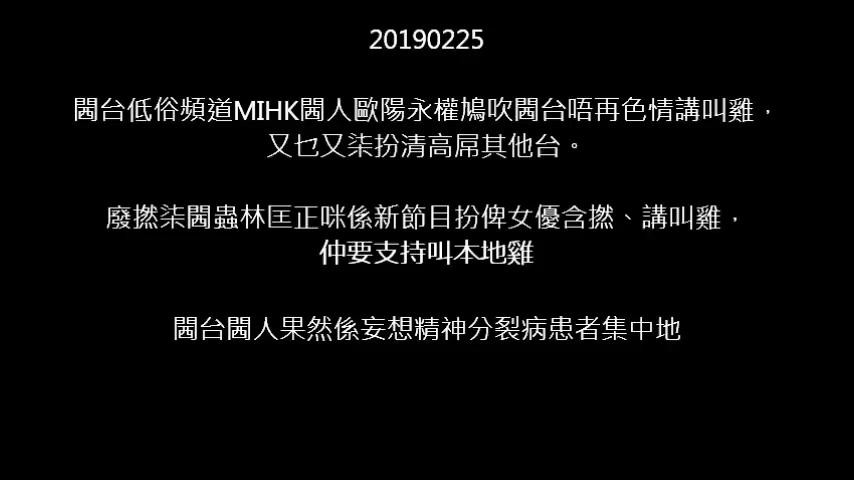 20190225
閪台低俗頻道MIHK閪人歐陽永權鳩吹閪台唔再色情講叫雞，
又乜又柒扮清高屌其他台。
廢撚柒閪蟲林匡正咪係新節目扮俾女優含撚、講叫雞，
仲要支持叫本地雞
閪台閪人果然係妄想精神分裂病患者集中地